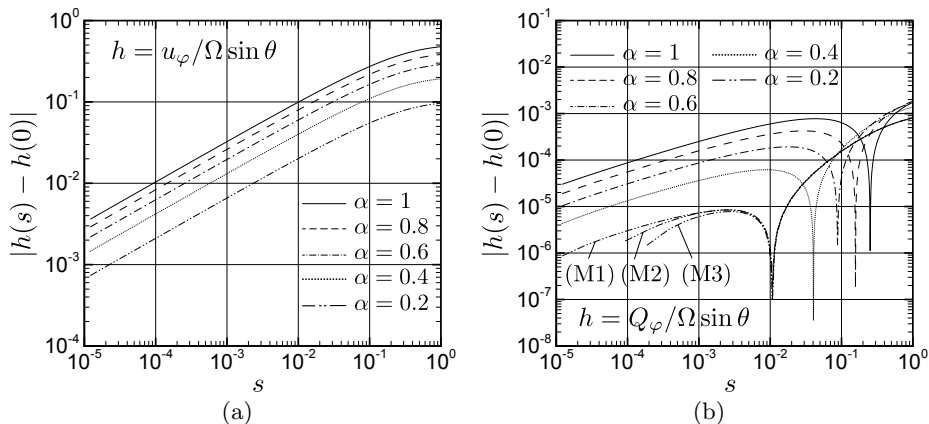 |h(s) − h(0)|
10^0
10^-1
10^-2
10^-3
10^-4
h = u_φ/Ω sin θ
α = 1
α = 0.8
α = 0.6
α = 0.4
α = 0.2
10^-5 10^-4 10^-3 10^-2 10^-1 10^0
s
(a)
|h(s) − h(0)|
10^-1
10^-2
10^-3
10^-4
10^-5
10^-6
10^-7
10^-8
α = 1 α = 0.4
α = 0.8 α = 0.2
α = 0.6
(M1) (M2) (M3)
h = Q_φ/Ω sin θ
10^-5 10^-4 10^-3 10^-2 10^-1 10^0
s
(b)